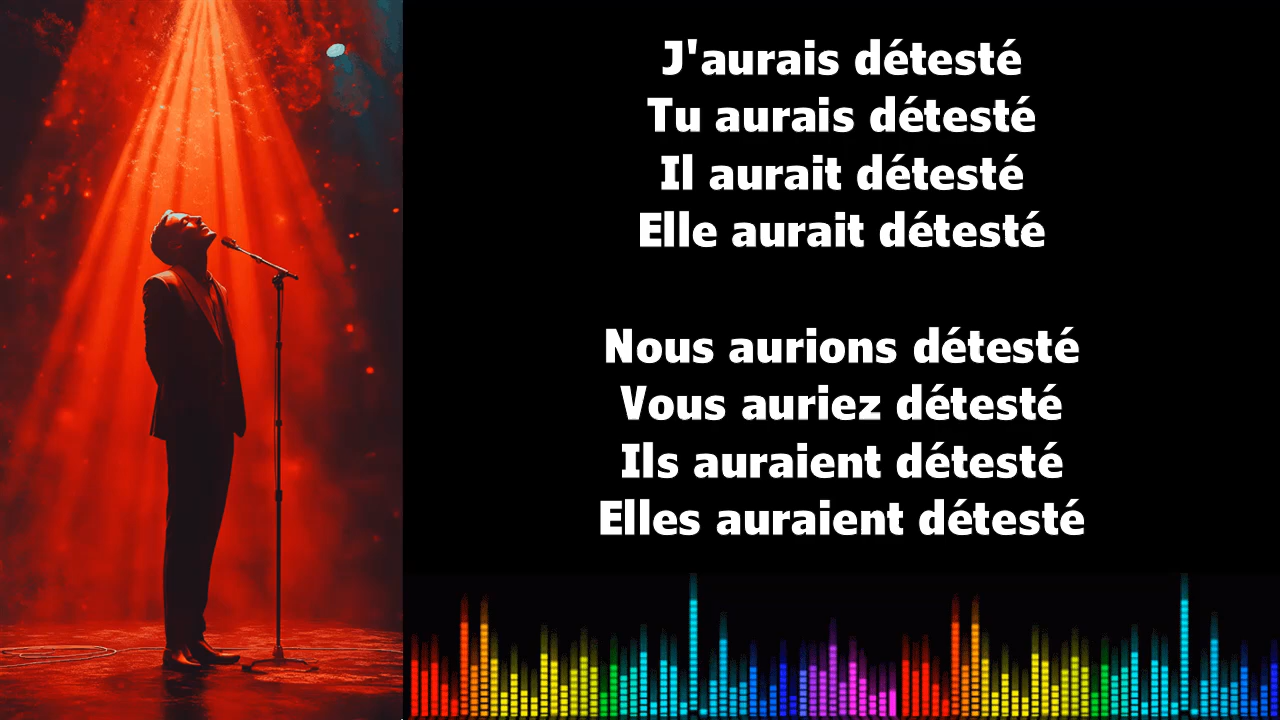 J'aurais détesté
Tu aurais détesté
Il aurait détesté
Elle aurait détesté
Nous aurions détesté
Vous auriez détesté
Ils auraient détesté
Elles auraient détesté